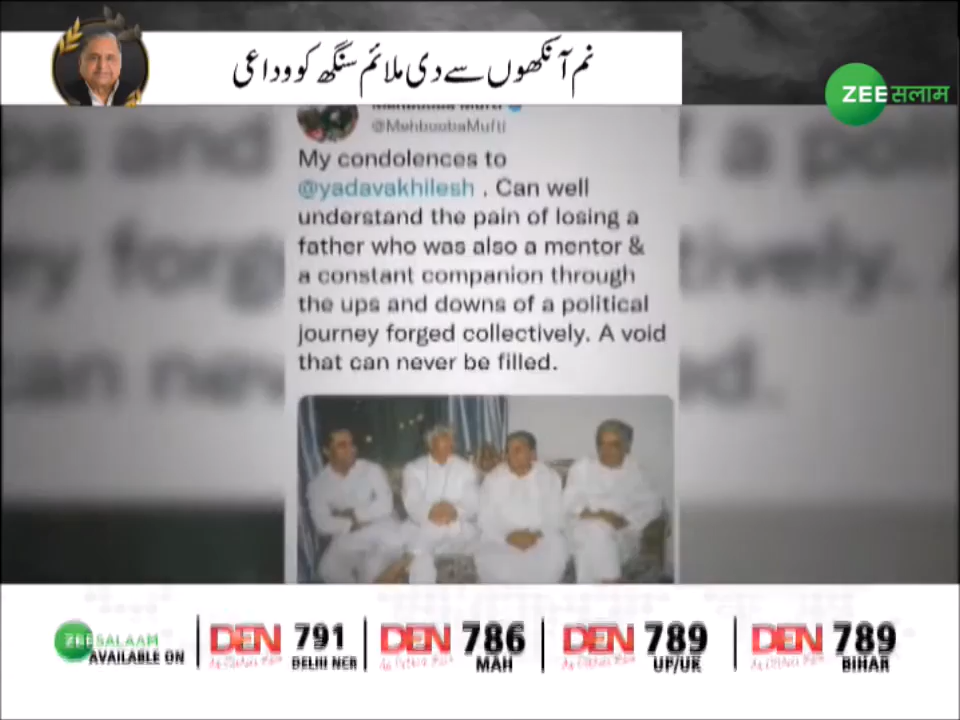 نم آنکھوں سے دی ملائم سنگھ کو وداعی
ZEE सलाम
Mehbooba Mufti
@MehboobaMufti
My condolences to
@yadavakhilesh . Can well
understand the pain of losing a
father who was also a mentor &
a constant companion through
the ups and downs of a political
journey forged collectively. A void
that can never be filled.
ZEE SALAAM
AVAILABLE ON
DEN 791
DELHI NCR
DEN 786
MAH
DEN 789
UP/UK
DEN 789
BIHAR